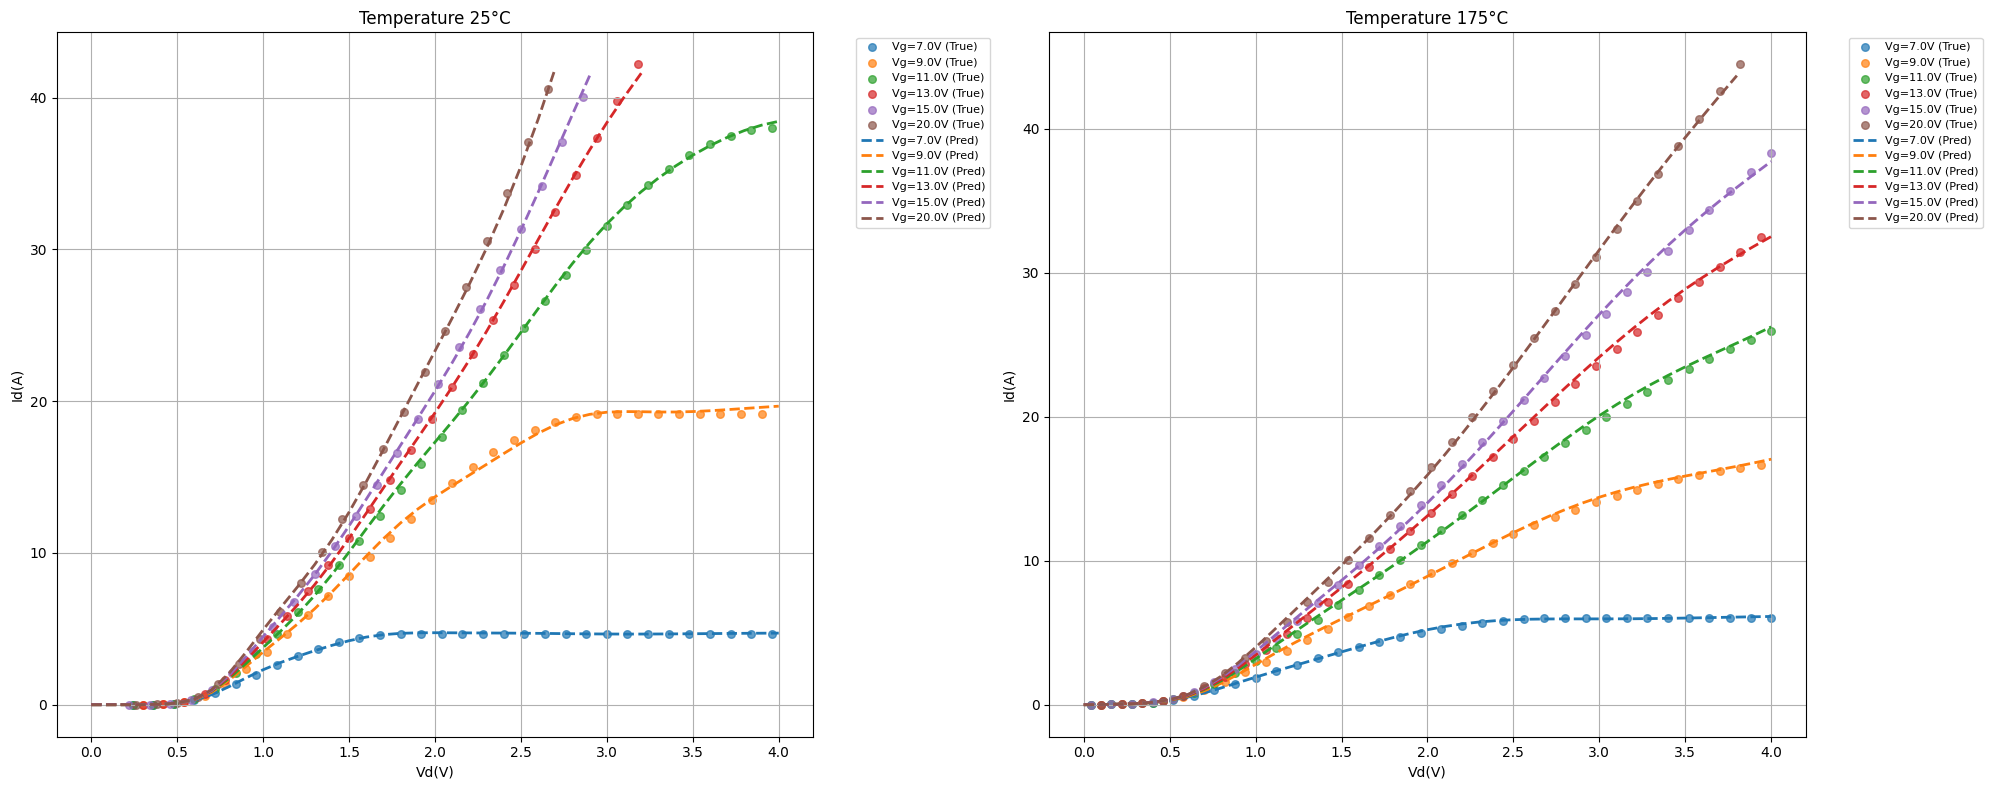 Temperature 25°C
Id(A)
40
30
20
10
0
0.0 0.5 1.0 1.5 2.0 2.5 3.0 3.5 4.0
Vd(V)
Vg=7.0V (True)
Vg=9.0V (True)
Vg=11.0V (True)
Vg=13.0V (True)
Vg=15.0V (True)
Vg=20.0V (True)
Vg=7.0V (Pred)
Vg=9.0V (Pred)
Vg=11.0V (Pred)
Vg=13.0V (Pred)
Vg=15.0V (Pred)
Vg=20.0V (Pred)
Temperature 175°C
Id(A)
40
30
20
10
0
0.0 0.5 1.0 1.5 2.0 2.5 3.0 3.5 4.0
Vd(V)
Vg=7.0V (True)
Vg=9.0V (True)
Vg=11.0V (True)
Vg=13.0V (True)
Vg=15.0V (True)
Vg=20.0V (True)
Vg=7.0V (Pred)
Vg=9.0V (Pred)
Vg=11.0V (Pred)
Vg=13.0V (Pred)
Vg=15.0V (Pred)
Vg=20.0V (Pred)